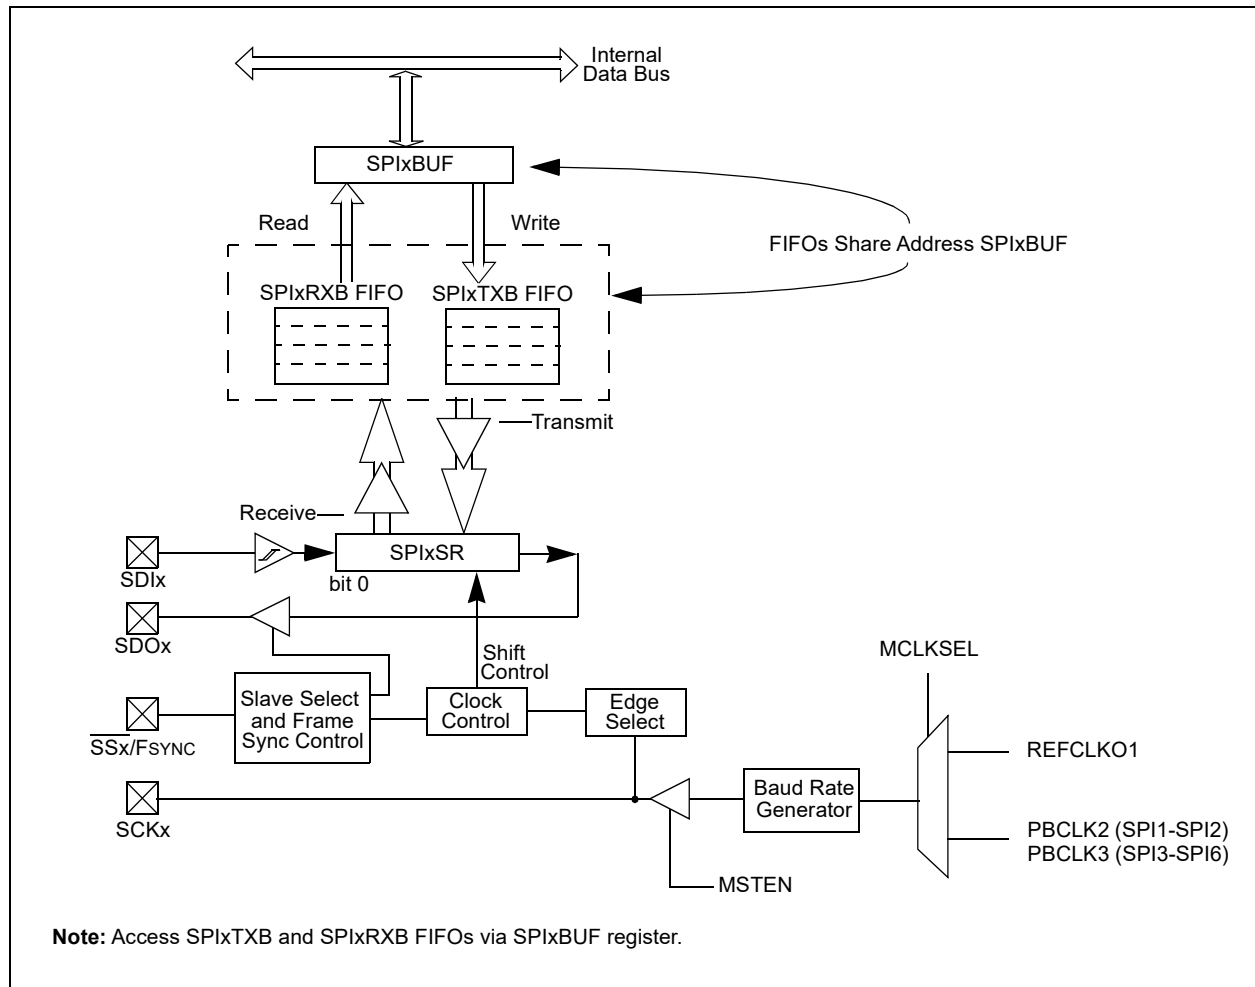 Internal
Data Bus
SPIxBUF
Read
Write
FIFOs Share Address SPIxBUF
SPIxRXB FIFO
SPIxTXB FIFO
Transmit
Receive
SPIxSR
bit 0
SDIx
SDOx
Shift
Control
MCLKSEL
Slave Select
and Frame
Sync Control
Clock
Control
Edge
Select
SSx/FSYNC
REFCLKO1
Baud Rate
Generator
SCKx
PBCLK2 (SPI1-SPI2)
PBCLK3 (SPI3-SPI6)
MSTEN
Note: Access SPIxTXB and SPIxRXB FIFOs via SPIxBUF register.